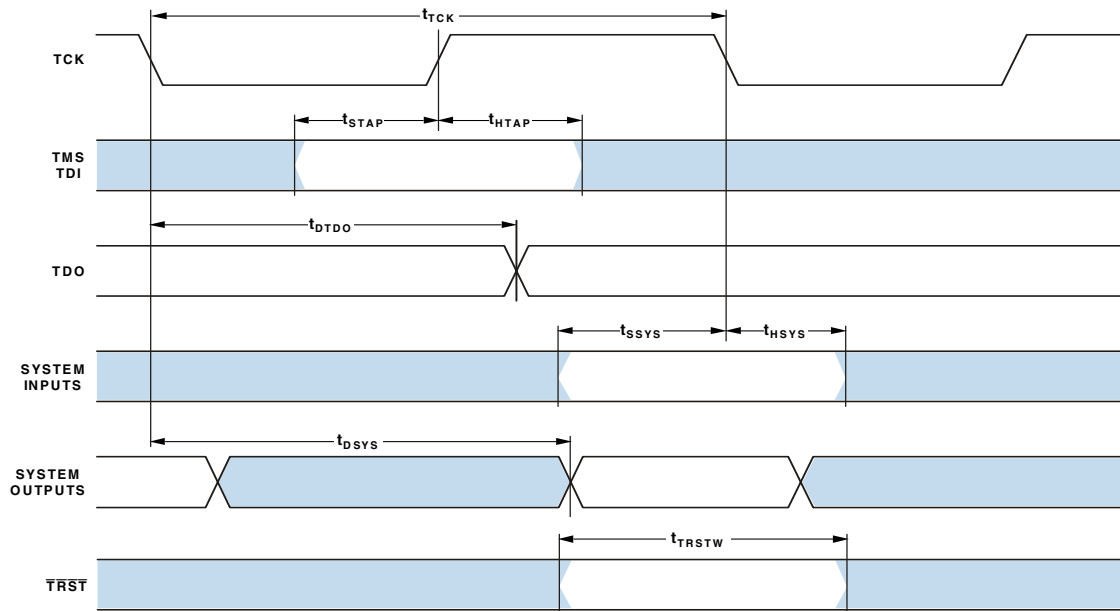 tTCK
TCK
tSTAP
tHTAP
TMS
TDI
tDTDO
TDO
tSSYS
tHSYS
SYSTEM
INPUTS
tDSYS
SYSTEM
OUTPUTS
tTRSTW
TRST